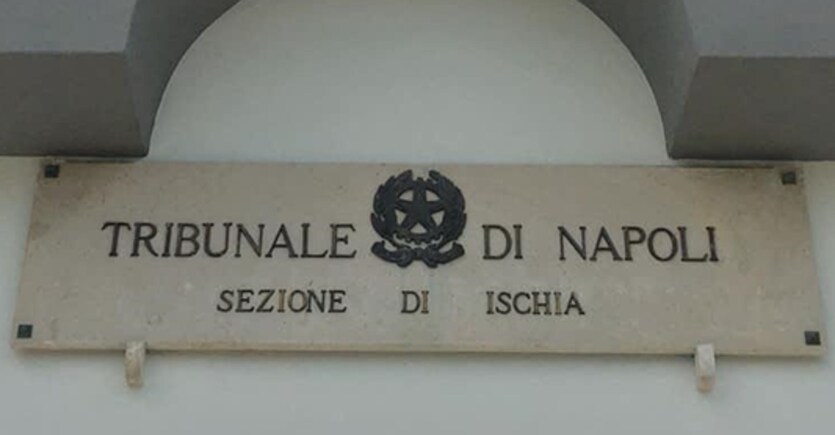 TRIBUNALE DI NAPOLI
SEZIONE DI ISCHIA